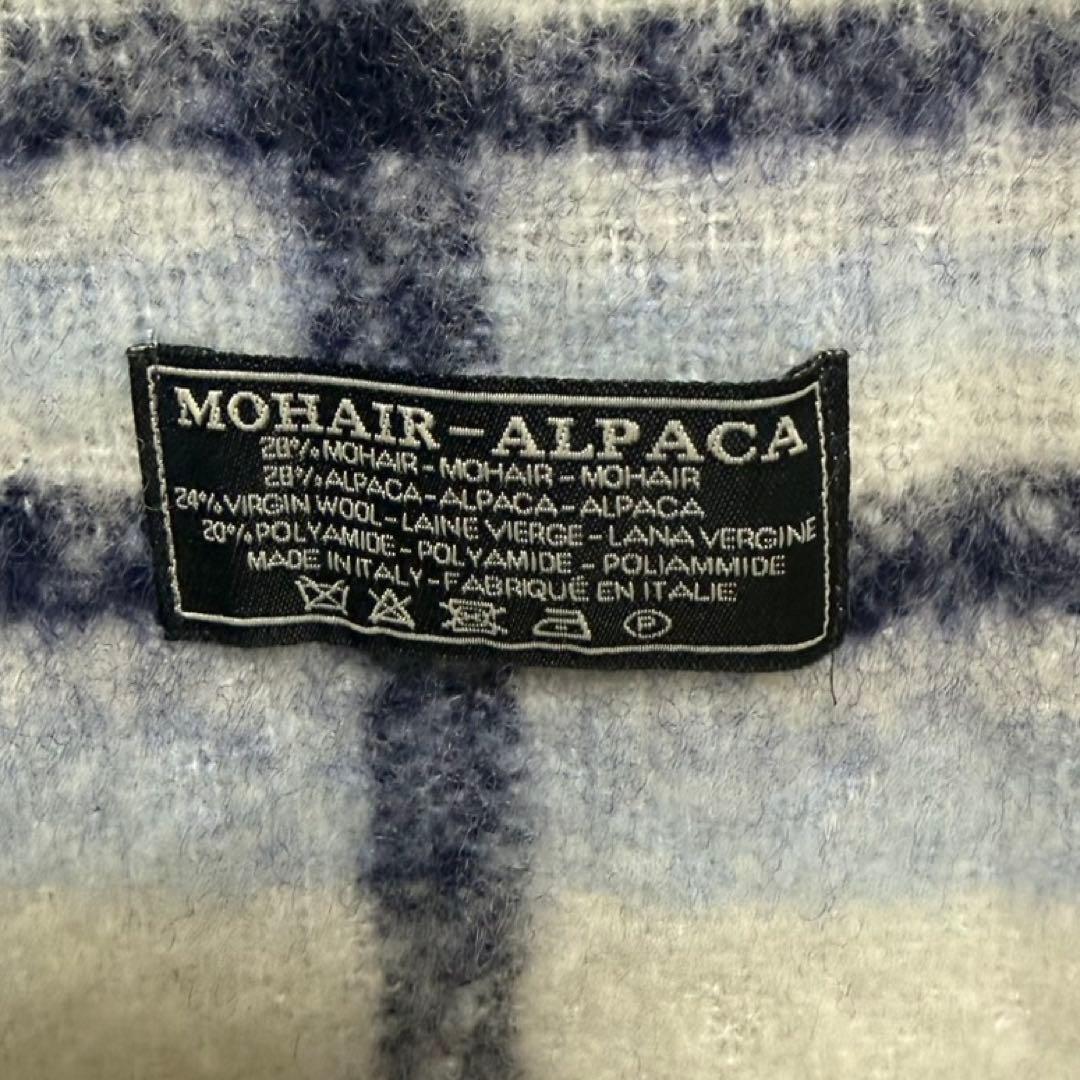 MOHAIR-ALPACA
28% MOHAIR - MOHAIR - MOHAIR
28% ALPACA - ALPACA - ALPACA
24% VIRGIN WOOL - LAINE VIERGE - LANA VERGINE
20% POLYAMIDE - POLYAMIDE - POLIAMMIDE
MADE IN ITALY - FABRIQUÉ EN ITALIE
P